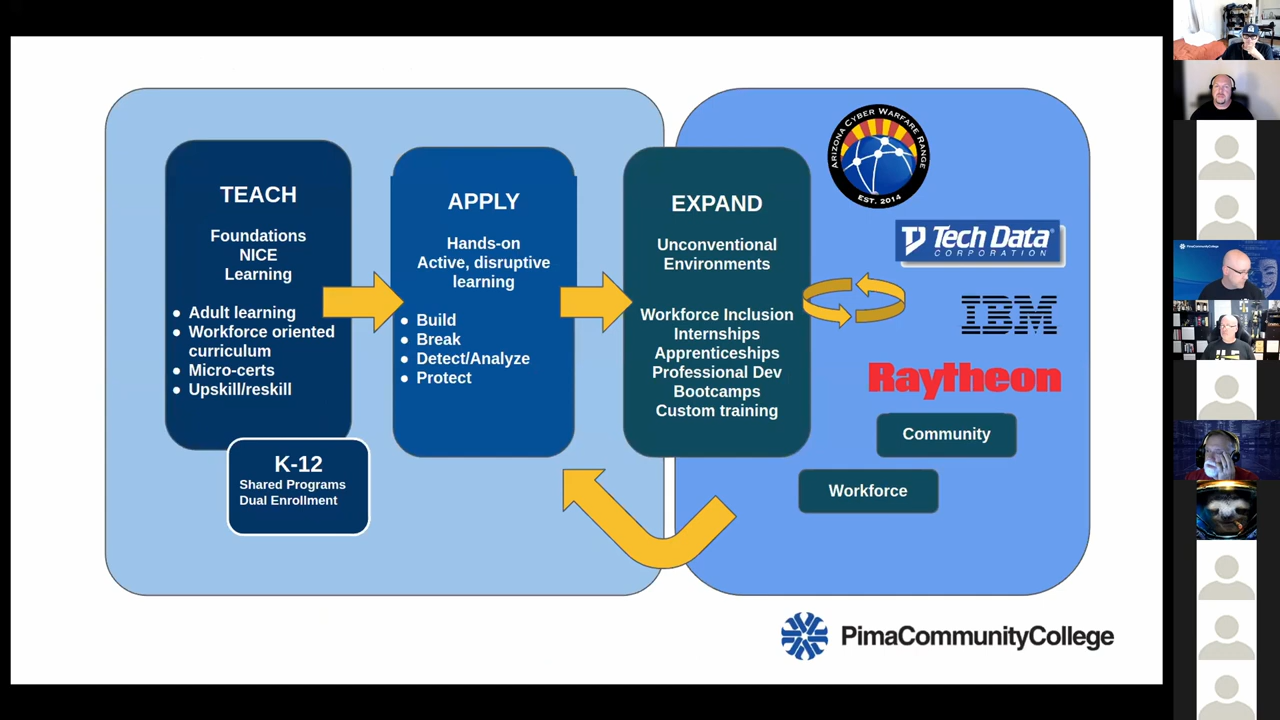 TEACH
Foundations
NICE
Learning
● Adult learning
● Workforce oriented
curriculum
● Micro-certs
● Upskill/reskill
K-12
Shared Programs
Dual Enrollment
APPLY
Hands-on
Active, disruptive
learning
● Build
● Break
● Detect/Analyze
● Protect
EXPAND
Unconventional
Environments
Workforce Inclusion
Internships
Apprenticeships
Professional Dev
Bootcamps
Custom training
ARIZONA CYBER WARFARE RANGE
EST. 2014
Tech Data
CORPORATION
IBM
Raytheon
Community
Workforce
PimaCommunityCollege
PimaCommunityCollege